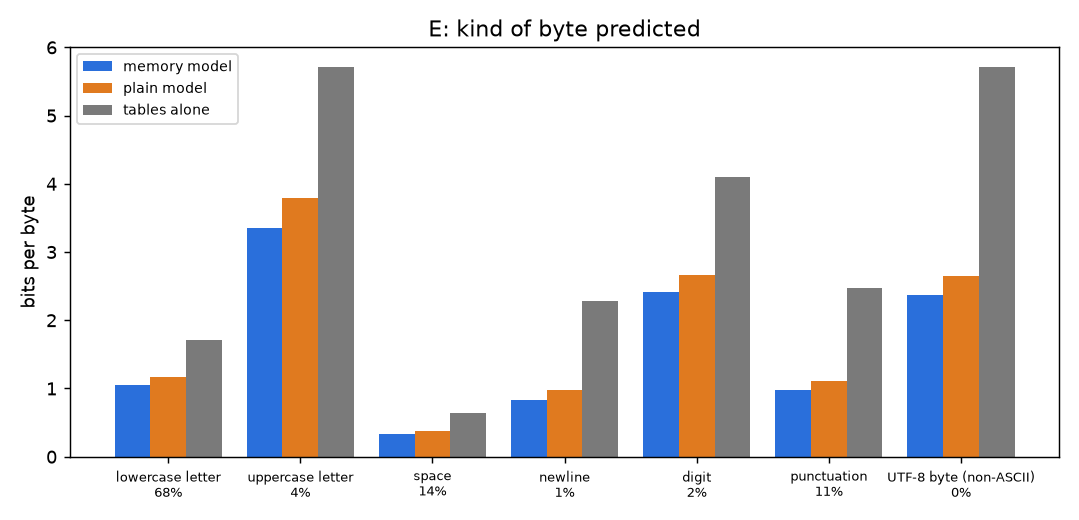 E: kind of byte predicted
memory model
plain model
tables alone
bits per byte
6
5
4
3
2
1
0
lowercase letter
68%
uppercase letter
4%
space
14%
newline
1%
digit
2%
punctuation
11%
UTF-8 byte (non-ASCII)
0%